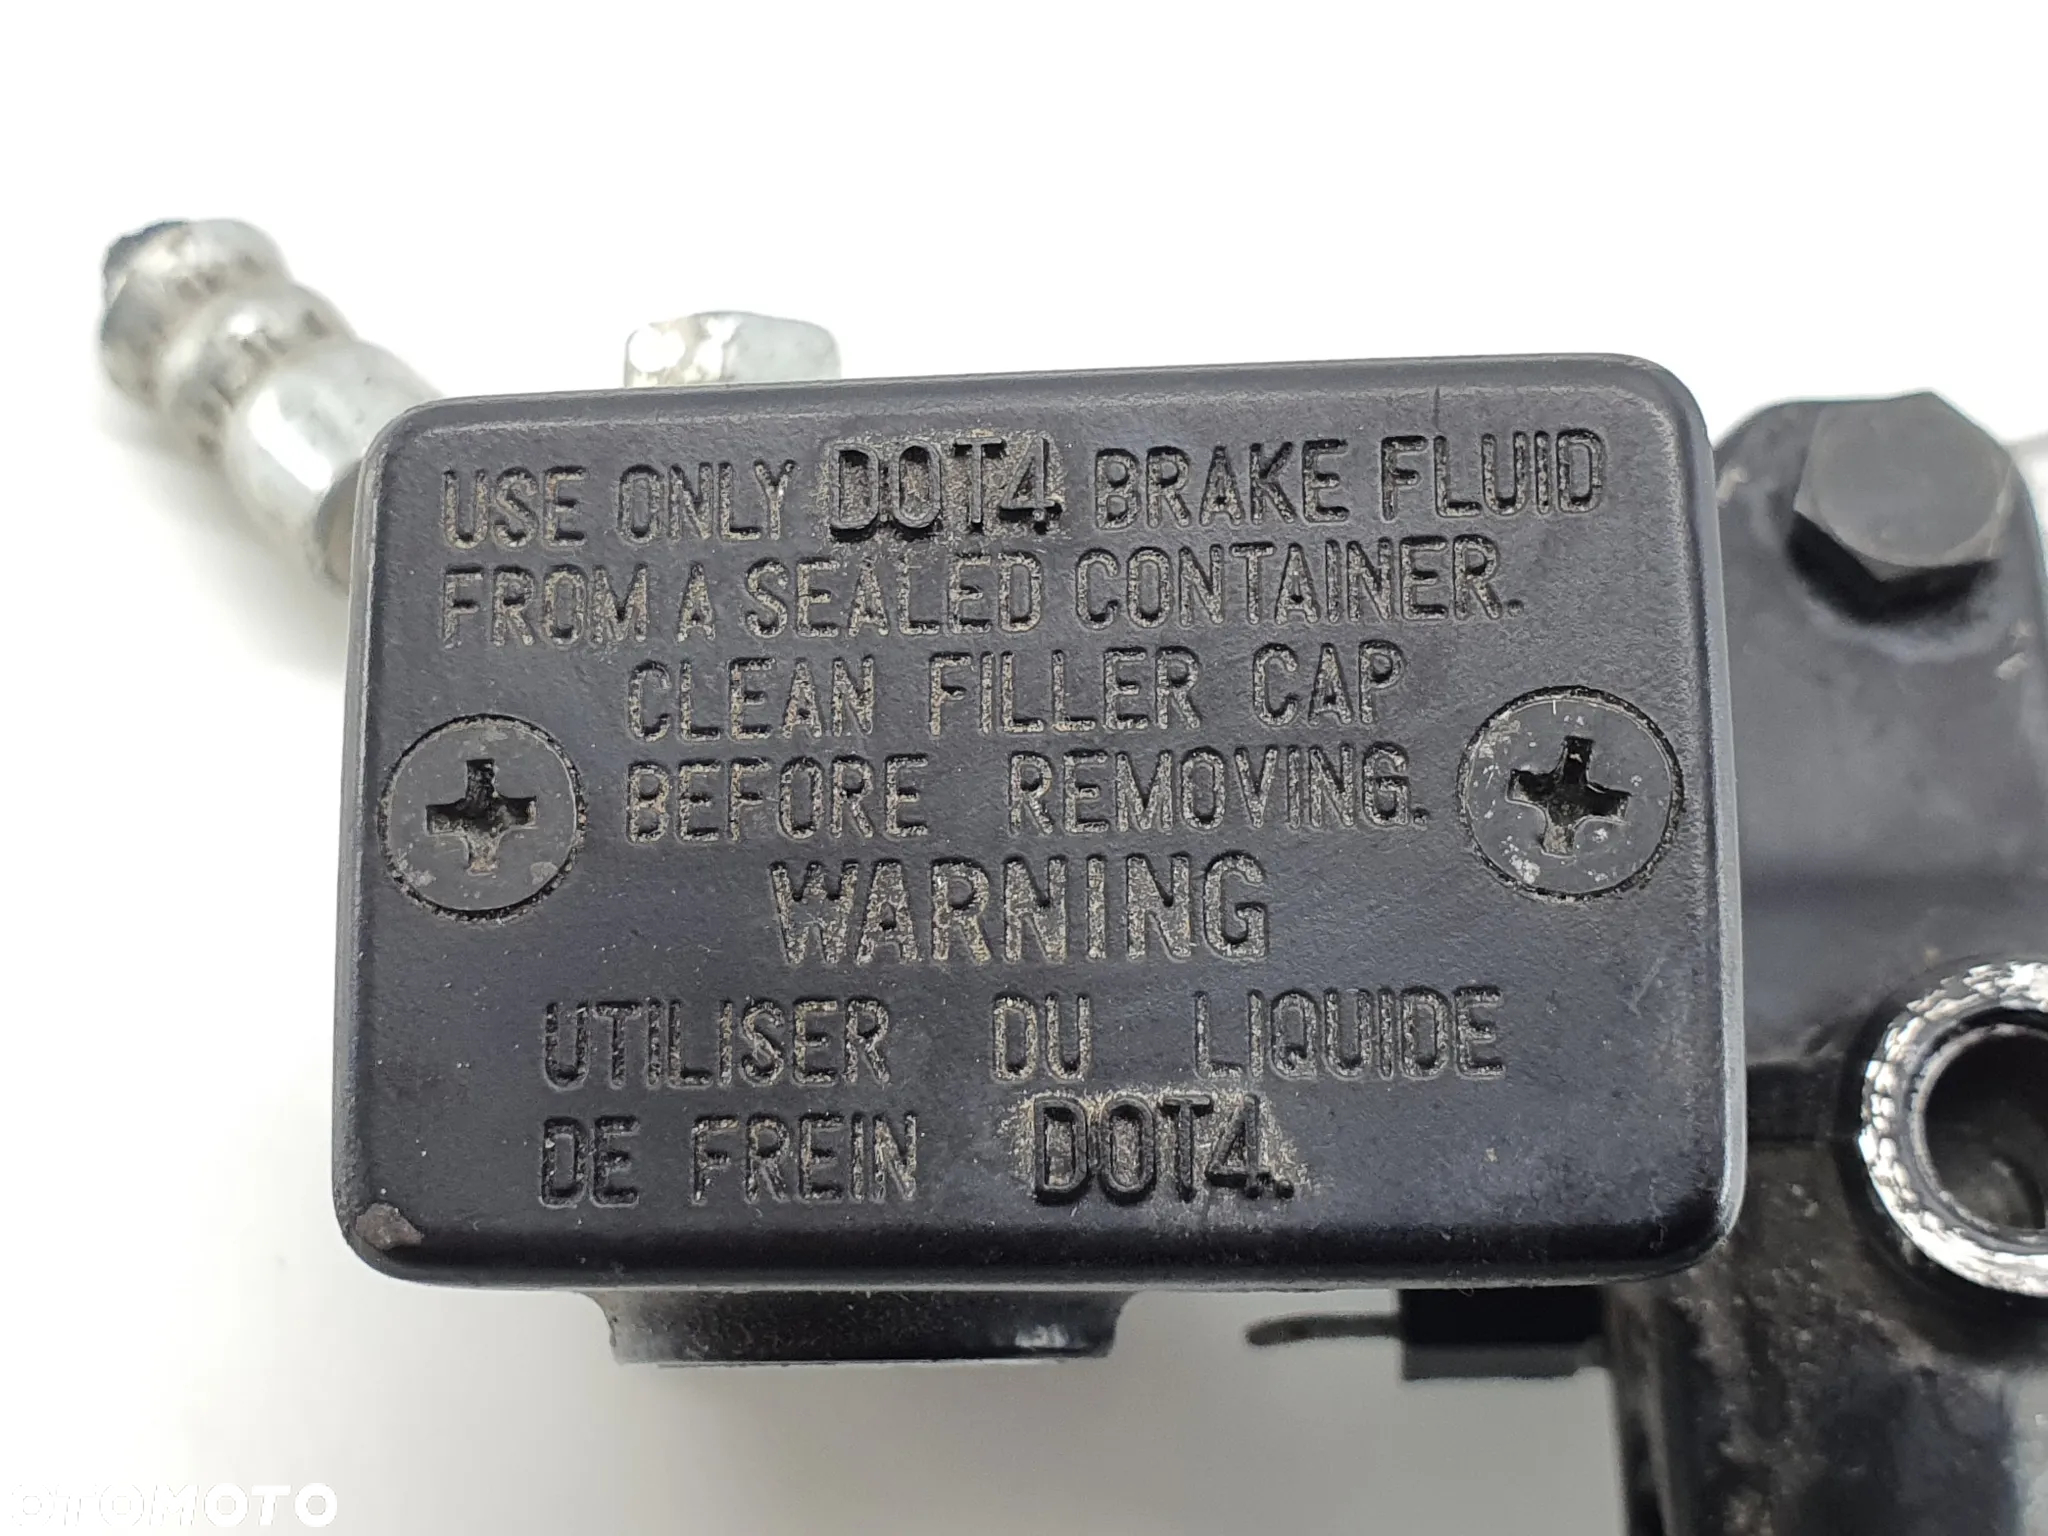 USE ONLY DOT4 BRAKE FLUID
FROM A SEALED CONTAINER.
CLEAN FILLER CAP
BEFORE REMOVING.
WARNING
UTILISER DU LIQUIDE
DE FREIN DOT4.
OTOMOTO